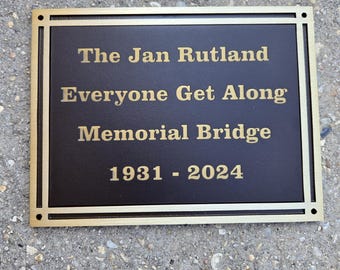 The Jan Rutland
Everyone Get Along
Memorial Bridge
1931 - 2024